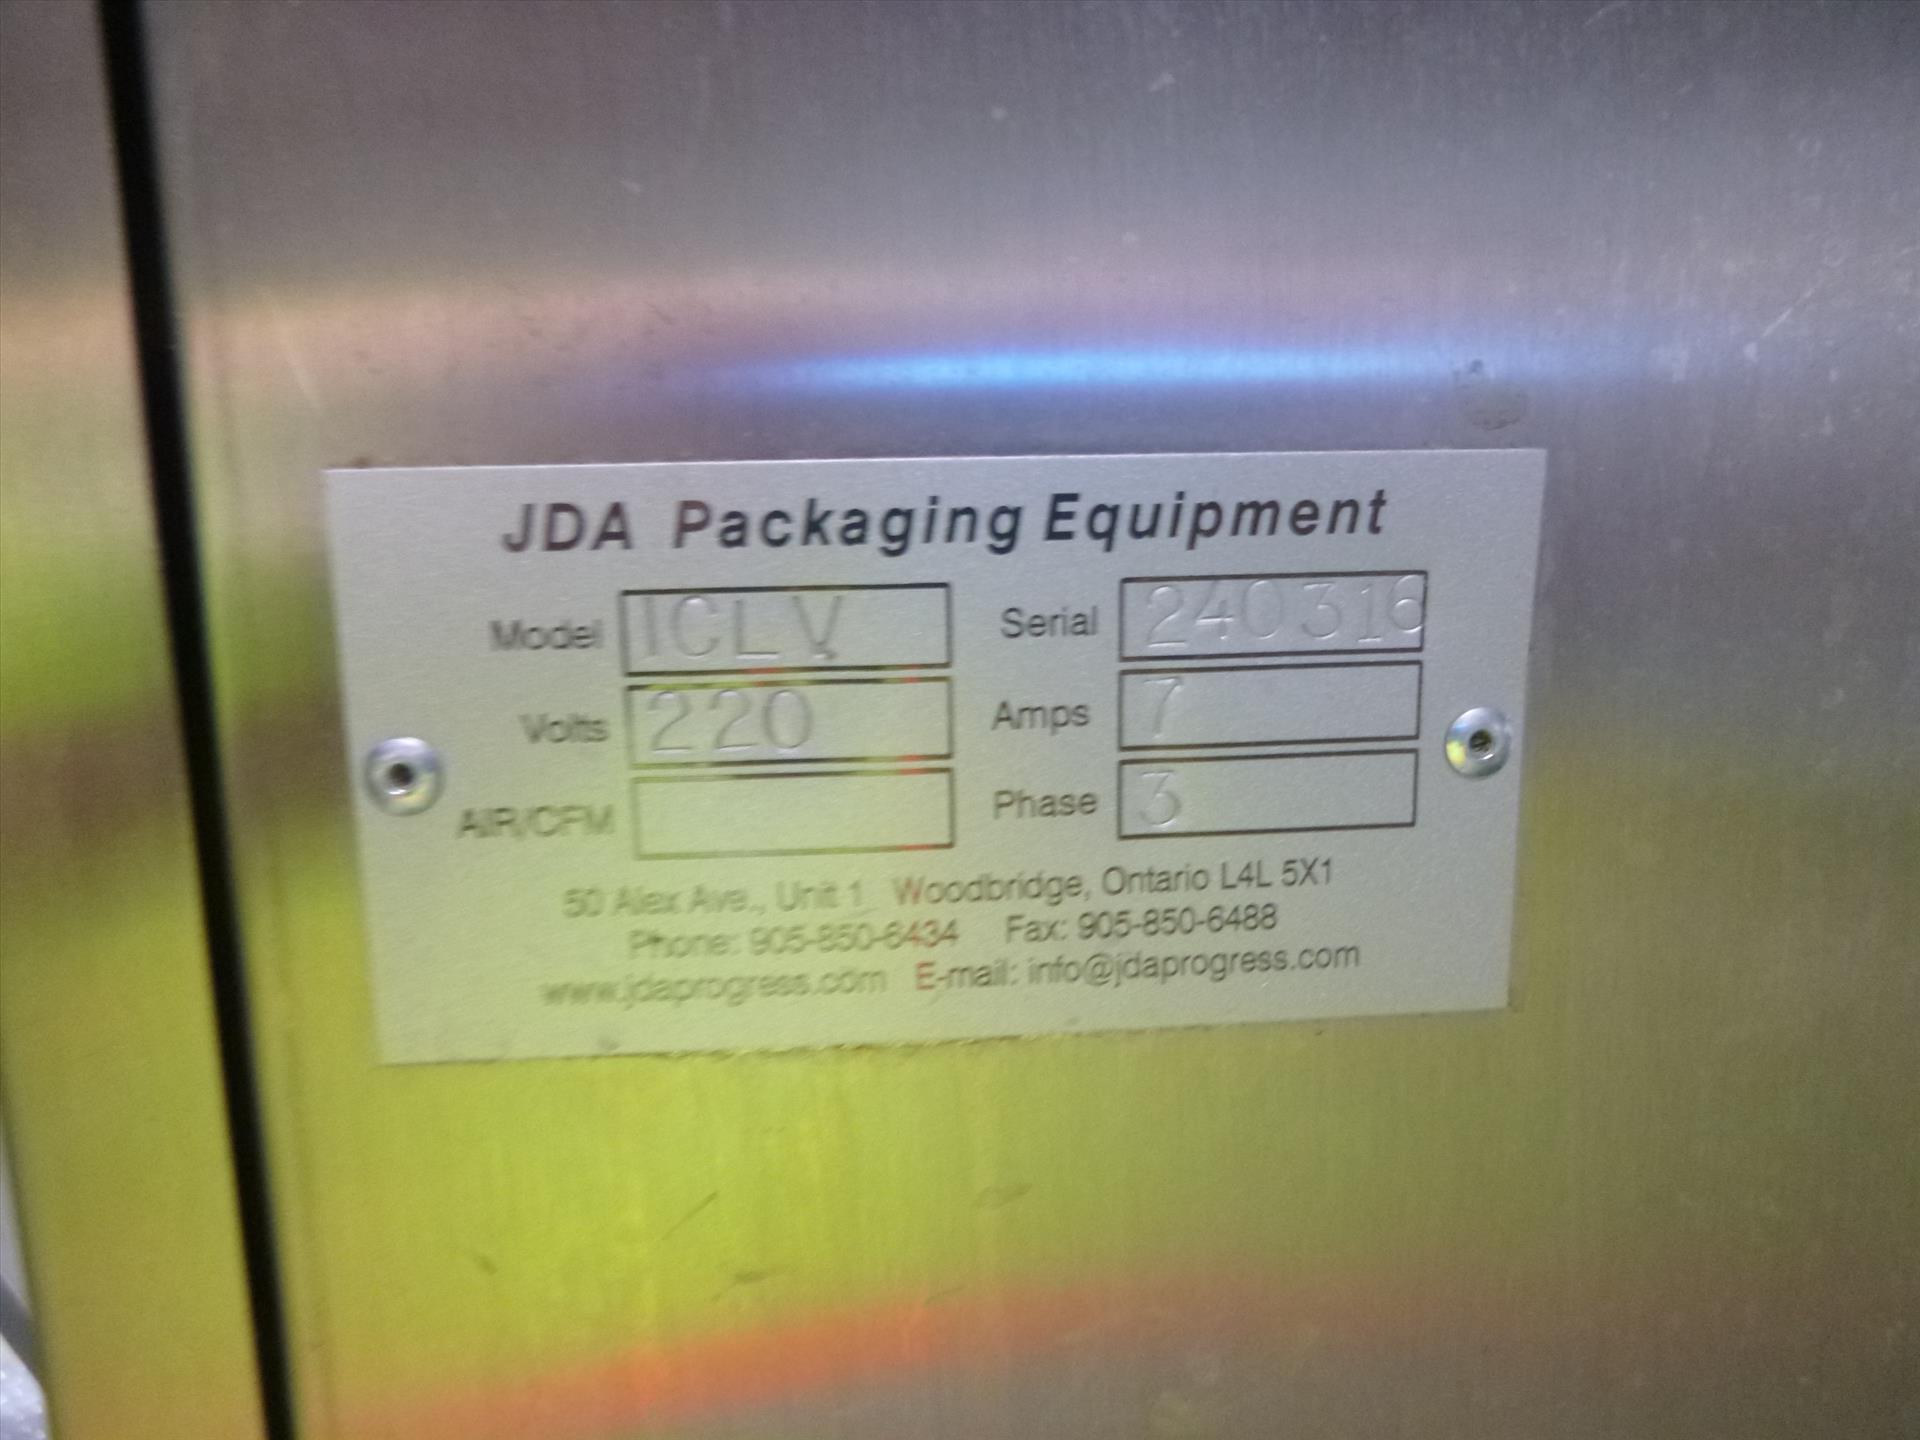 JDA Packaging Equipment
Model ICLV Serial 240316
Volts 220 Amps 7
AIR/CFM Phase 3
50 Alex Ave., Unit 1 Woodbridge, Ontario L4L 5X1
Phone: 905-850-6434 Fax: 905-850-6488
www.jdaprogress.com E-mail: info@jdaprogress.com